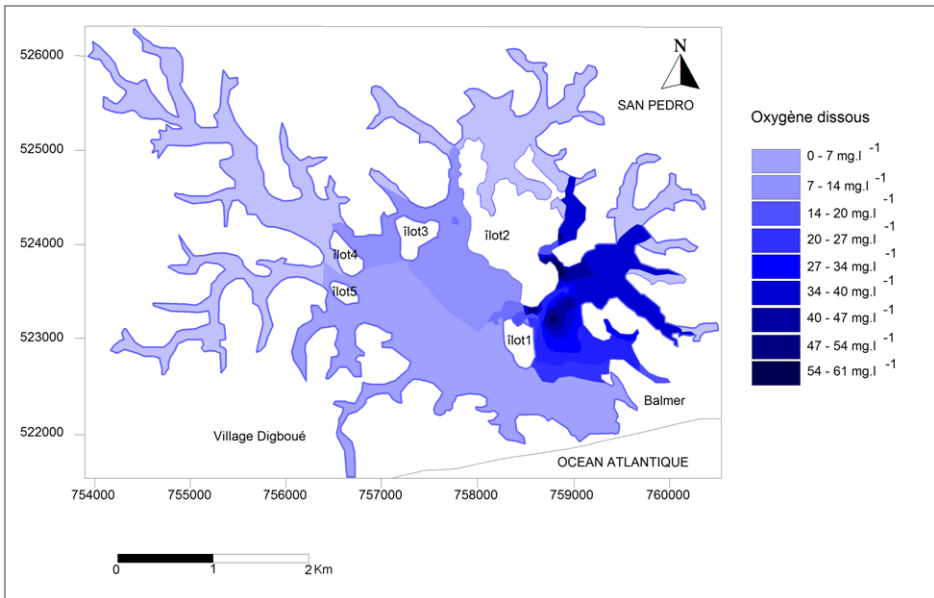 526000
525000
524000
523000
522000
754000 755000 756000 757000 758000 759000 760000
N
SAN PEDRO
îlot3
îlot2
îlot4
îlot5
îlot1
Balmer
Village Digboué
OCEAN ATLANTIQUE
0 1 2 Km
Oxygène dissous
0 - 7 mg.l -1
7 - 14 mg.l -1
14 - 20 mg.l -1
20 - 27 mg.l -1
27 - 34 mg.l -1
34 - 40 mg.l -1
40 - 47 mg.l -1
47 - 54 mg.l -1
54 - 61 mg.l -1